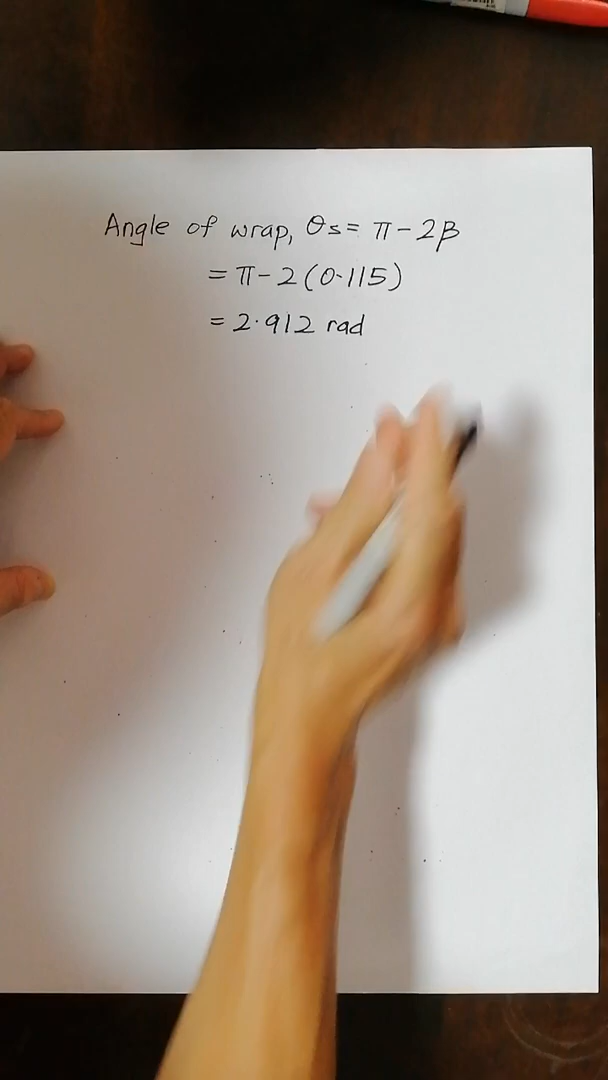 Angle of wrap, θs = π - 2β
= π - 2(0·115)
= 2·912 rad